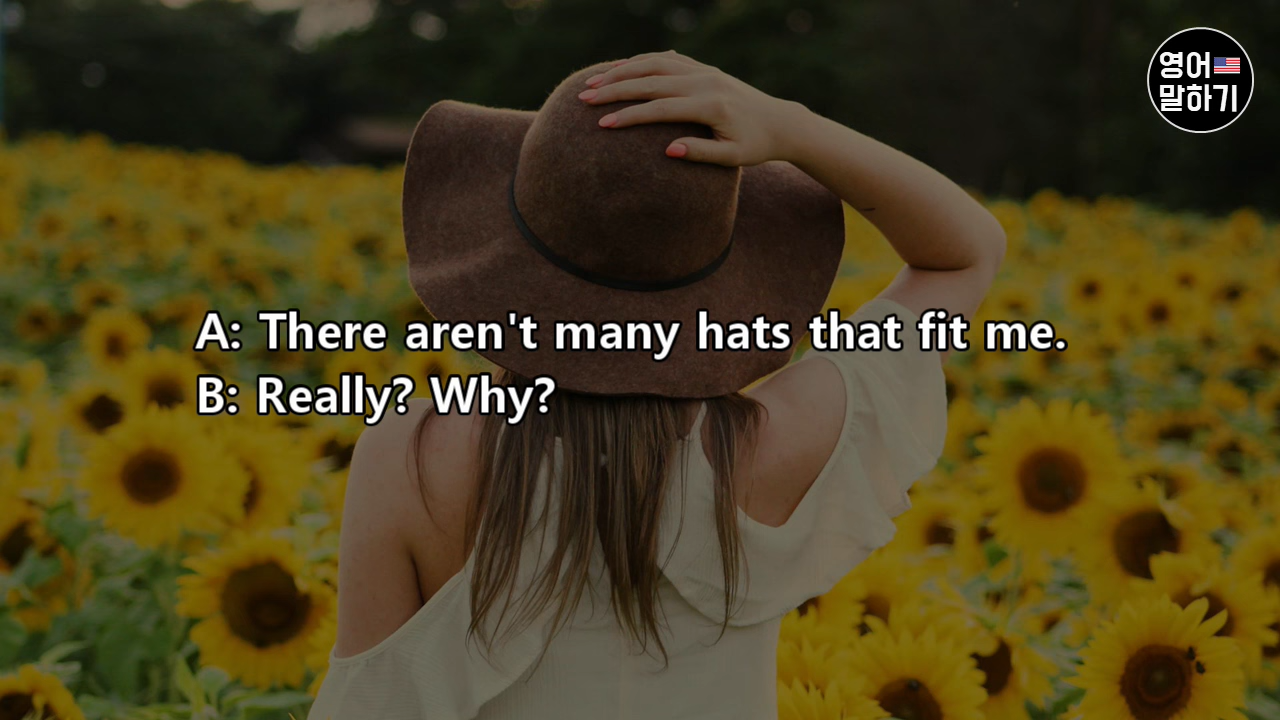 영어
말하기
A: There aren't many hats that fit me.
B: Really? Why?